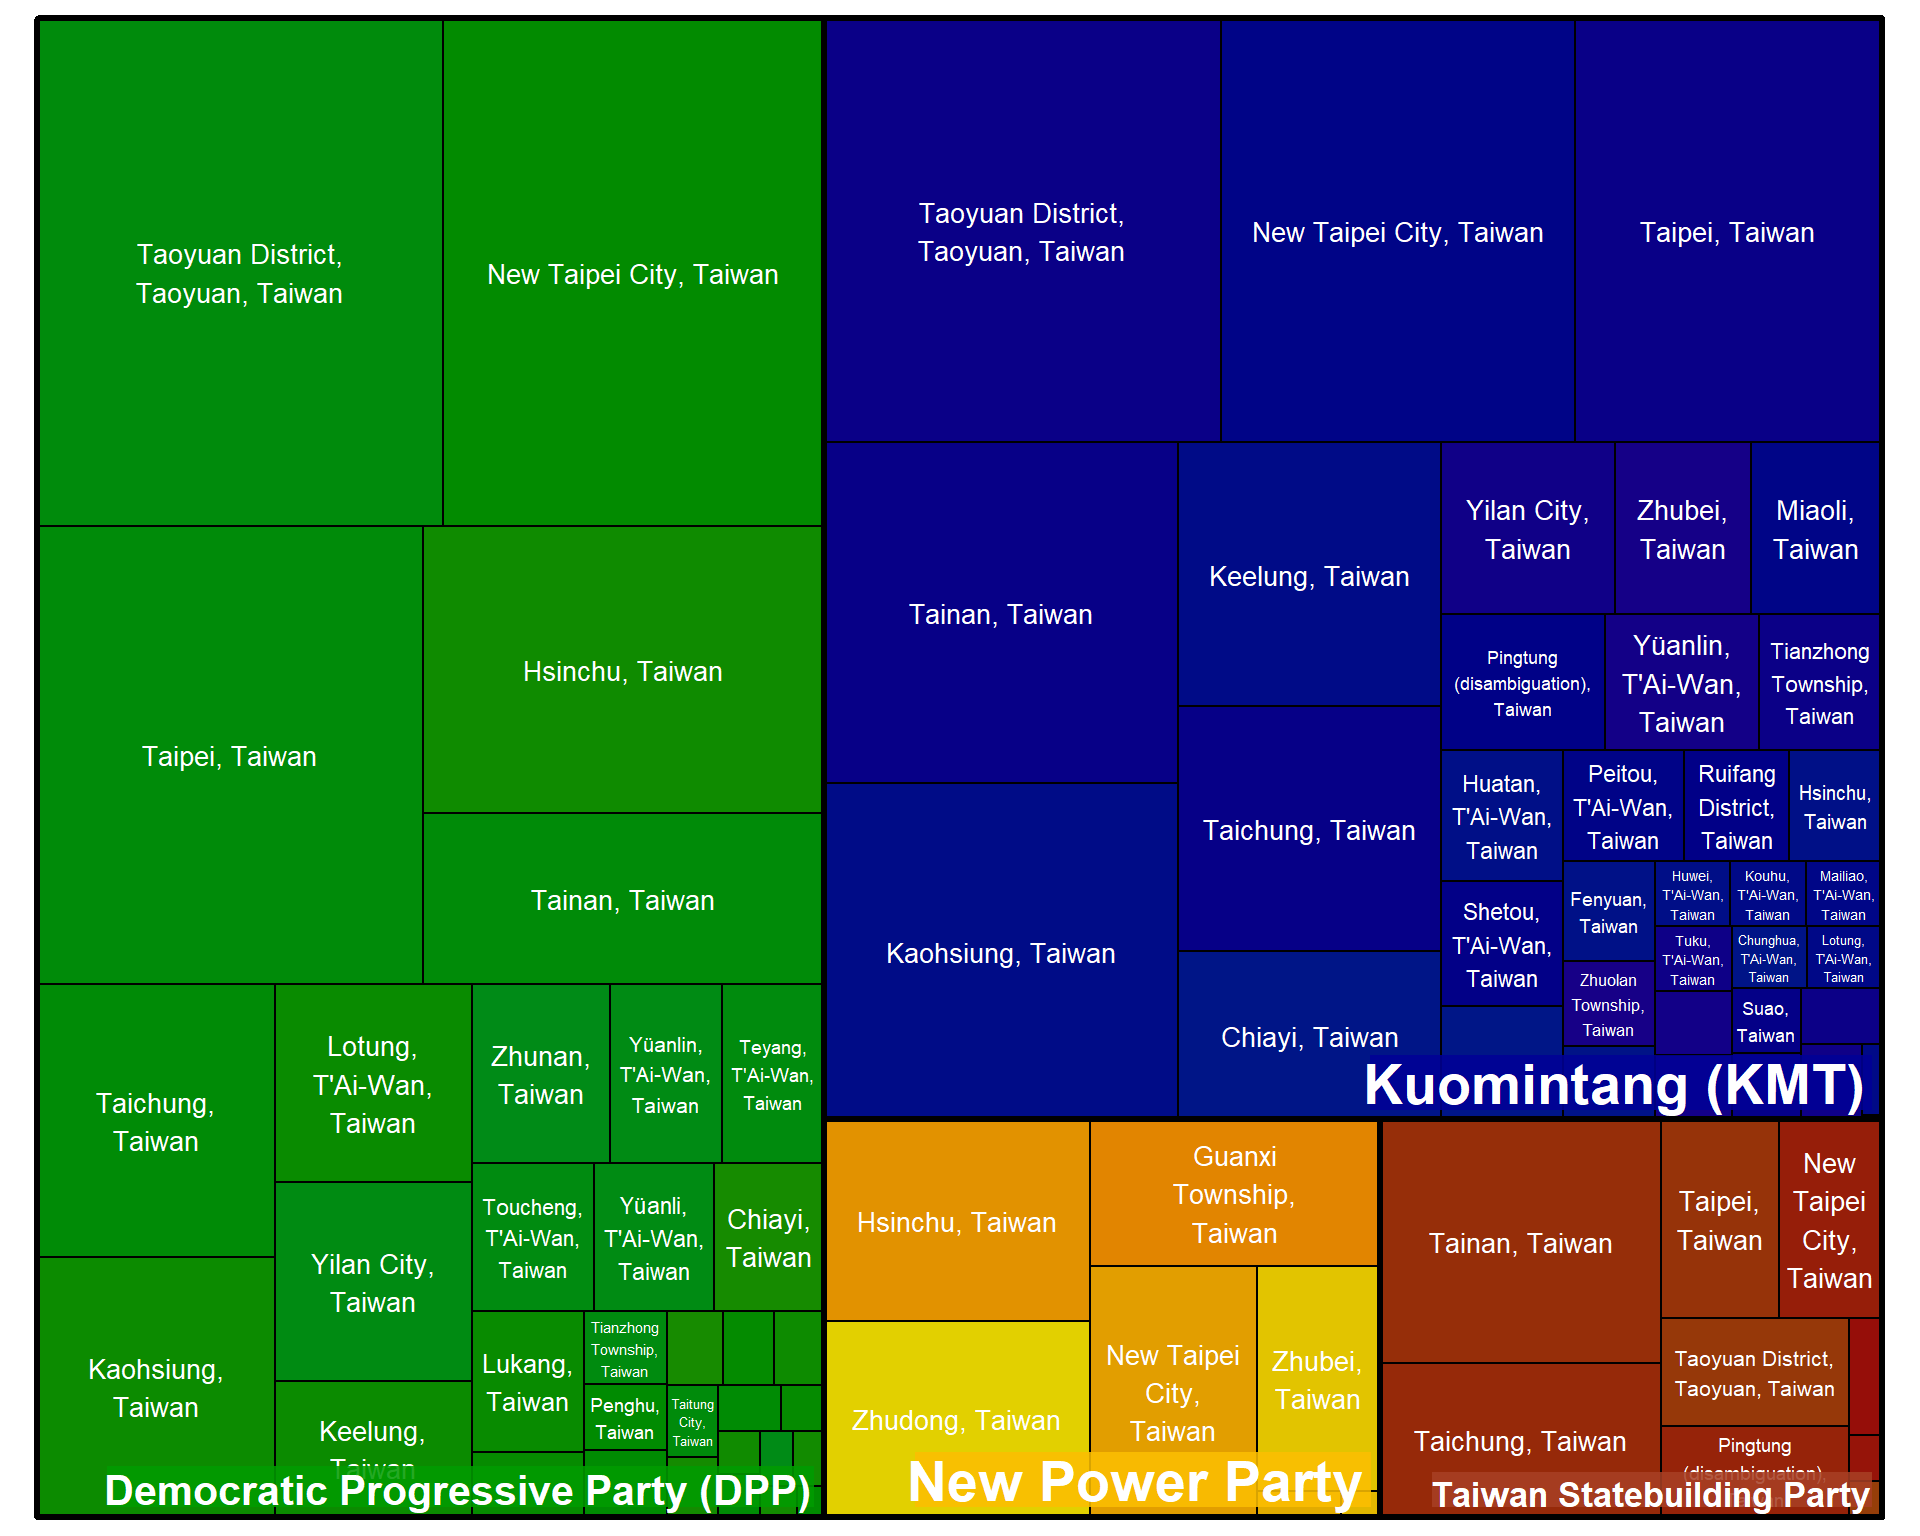 Taoyuan District,
Taoyuan, Taiwan
New Taipei City, Taiwan
Taipei, Taiwan
Hsinchu, Taiwan
Tainan, Taiwan
Taichung,
Taiwan
Kaohsiung,
Taiwan
Lotung,
T'Ai-Wan,
Taiwan
Yilan City,
Taiwan
Keelung,
Taiwan
Zhunan,
Taiwan
Yüanlin,
T'Ai-Wan,
Taiwan
Teyang,
T'Ai-Wan,
Taiwan
Toucheng,
T'Ai-Wan,
Taiwan
Yüanli,
T'Ai-Wan,
Taiwan
Chiayi,
Taiwan
Lukang,
Taiwan
Tianzhong
Township,
Taiwan
Penghu,
Taiwan
Taitung
City,
Taiwan
Democratic Progressive Party (DPP)
Taoyuan District,
Taoyuan, Taiwan
New Taipei City, Taiwan
Taipei, Taiwan
Tainan, Taiwan
Kaohsiung, Taiwan
Keelung, Taiwan
Taichung, Taiwan
Chiayi, Taiwan
Yilan City,
Taiwan
Zhubei,
Taiwan
Miaoli,
Taiwan
Pingtung
(disambiguation),
Taiwan
Yüanlin,
T'Ai-Wan,
Taiwan
Tianzhong
Township,
Taiwan
Huatan,
T'Ai-Wan,
Taiwan
Shetou,
T'Ai-Wan,
Taiwan
Peitou,
T'Ai-Wan,
Taiwan
Ruifang
District,
Taiwan
Hsinchu,
Taiwan
Fenyuan,
Taiwan
Zhuolan
Township,
Taiwan
Huwei,
T'Ai-Wan,
Taiwan
Kouhu,
T'Ai-Wan,
Taiwan
Mailiao,
T'Ai-Wan,
Taiwan
Tuku,
T'Ai-Wan,
Taiwan
Chunghua,
T'Ai-Wan,
Taiwan
Lotung,
T'Ai-Wan,
Taiwan
Suao,
Taiwan
Kuomintang (KMT)
Hsinchu, Taiwan
Zhudong, Taiwan
Guanxi
Township,
Taiwan
New Taipei
City,
Taiwan
Zhubei,
Taiwan
New Power Party
Tainan, Taiwan
Taichung, Taiwan
Taipei,
Taiwan
New
Taipei
City,
Taiwan
Taoyuan District,
Taoyuan, Taiwan
Pingtung
(disambiguation),
Taiwan Statebuilding Party